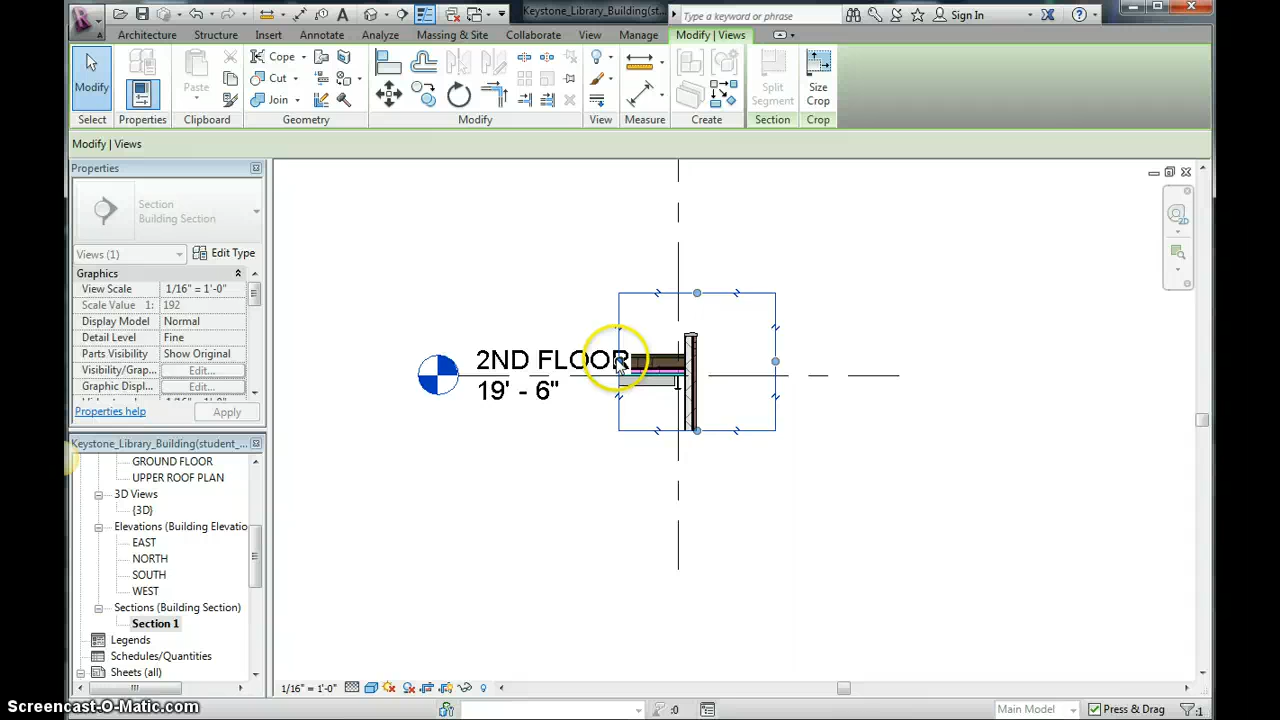 Keystone_Library_Building(st...
Type a keyword or phrase
Sign In
Architecture Structure Insert Annotate Analyze Massing & Site Collaborate View Manage Modify | Views
Modify
Paste
Cope
Cut
Join
Split Segment
Size Crop
Select Properties Clipboard Geometry Modify View Measure Create Section Crop
Modify | Views
Properties
Section
Building Section
Views (1)
Edit Type
Graphics
View Scale 1/16" = 1'-0"
Scale Value 1: 192
Display Model Normal
Detail Level Fine
Parts Visibility Show Original
Visibility/Grap... Edit...
Graphic Displ... Edit...
Properties help
Apply
2ND FLOOR
19' - 6"
2D
Keystone_Library_Building(student_...
GROUND FLOOR
UPPER ROOF PLAN
3D Views
{3D}
Elevations (Building Elevatio
EAST
NORTH
SOUTH
WEST
Sections (Building Section)
Section 1
Legends
Schedules/Quantities
Sheets (all)
1/16" = 1'-0"
:0
Main Model
Press & Drag
:1
Screencast-O-Matic.com